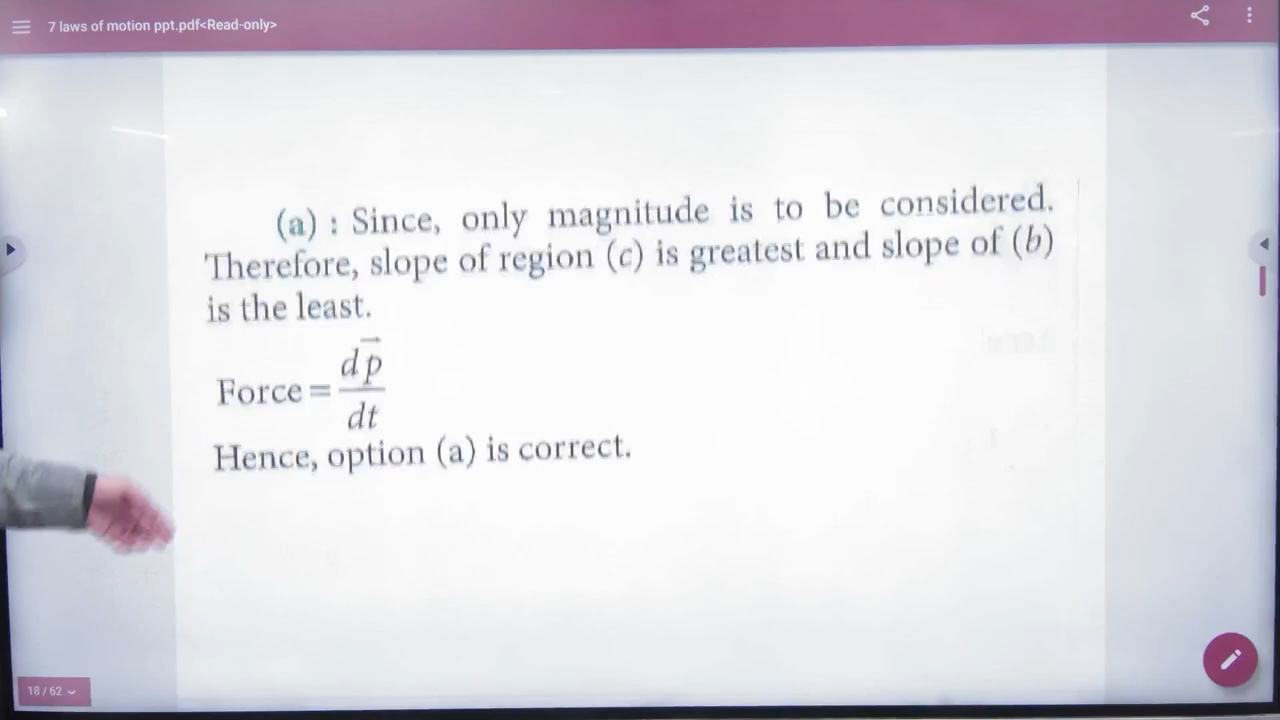 7 laws of motion ppt.pdf<Read-only>
(a) : Since, only magnitude is to be considered.
Therefore, slope of region (c) is greatest and slope of (b)
is the least.
Force = d\vec{p}/dt
Hence, option (a) is correct.
18 / 62